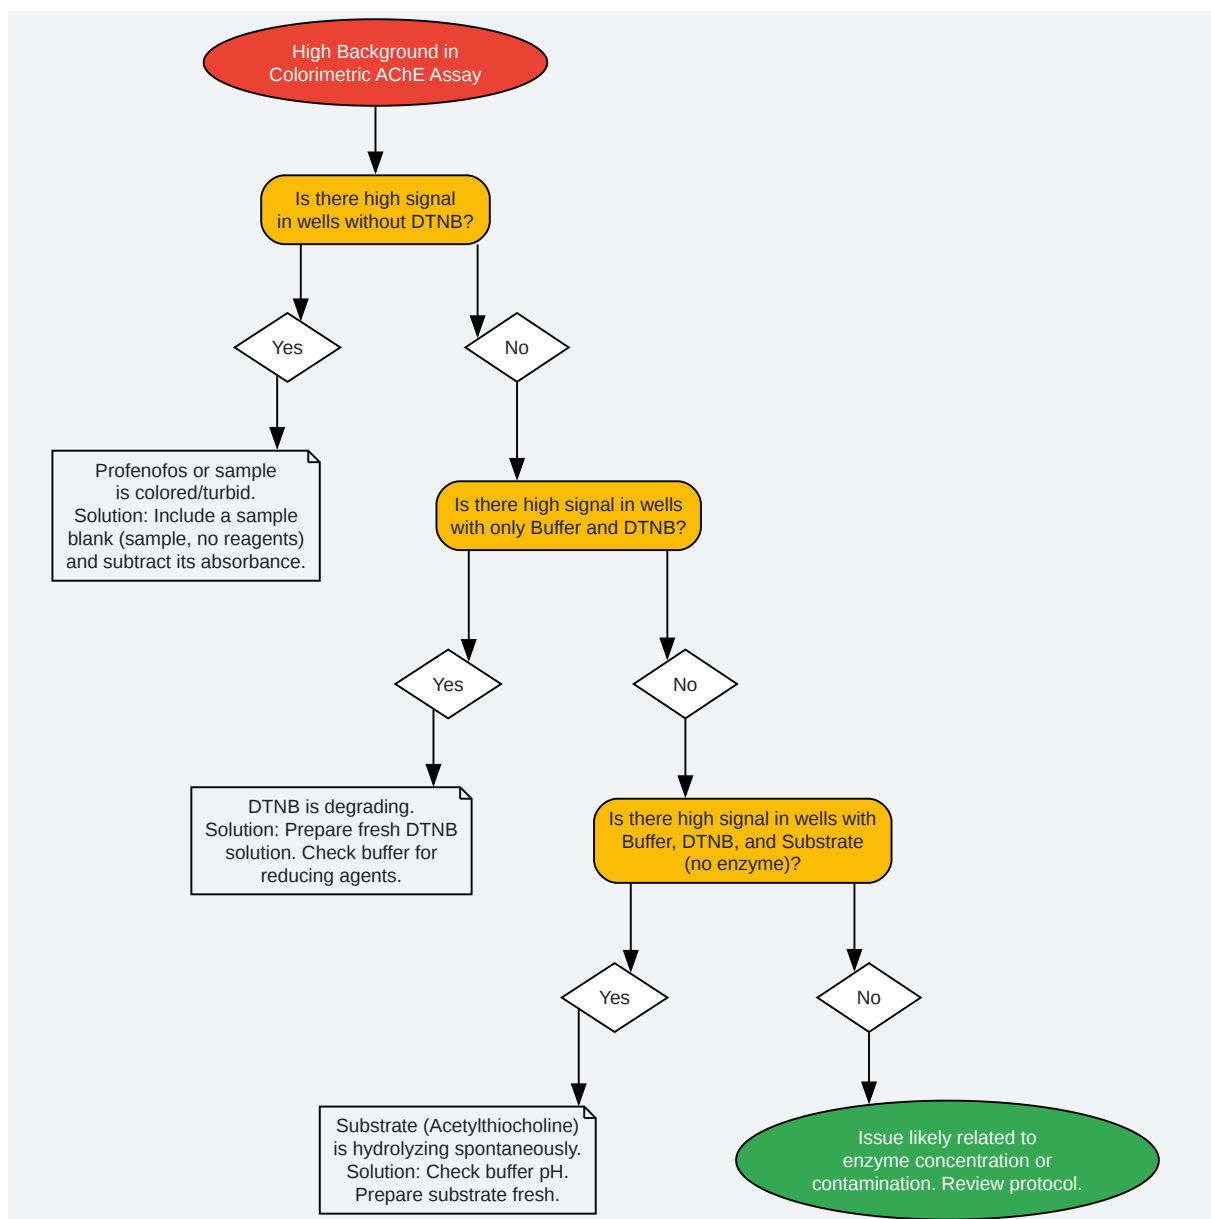 High Background in
Colorimetric AChE Assay
Is there high signal
in wells without DTNB?
Yes
No
Profenofos or sample
is colored/turbid.
Solution: Include a sample
blank (sample, no reagents)
and subtract its absorbance.
Is there high signal in wells
with only Buffer and DTNB?
Yes
No
DTNB is degrading.
Solution: Prepare fresh DTNB
solution. Check buffer for
reducing agents.
Is there high signal in wells with
Buffer, DTNB, and Substrate
(no enzyme)?
Yes
No
Substrate (Acetylthiocholine)
is hydrolyzing spontaneously.
Solution: Check buffer pH.
Prepare substrate fresh.
Issue likely related to
enzyme concentration or
contamination. Review protocol.